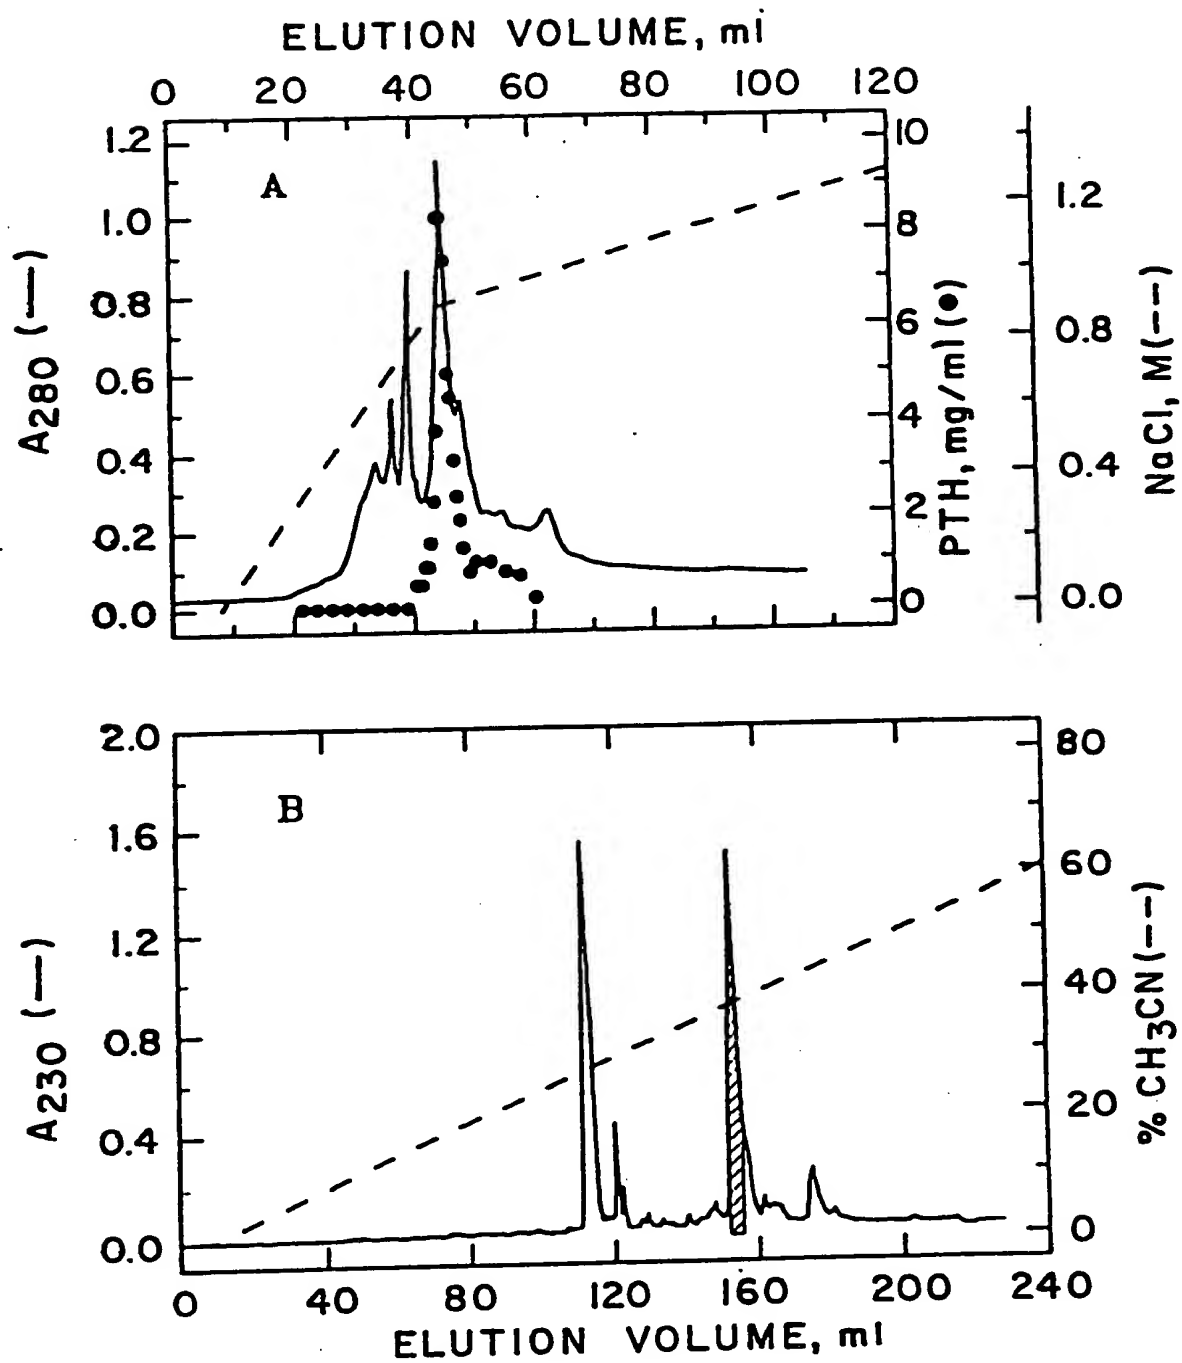 ELUTION VOLUME, ml
0 20 40 60 80 100 120
A
A280 (—)
1.2
1.0
0.8
0.6
0.4
0.2
0.0
10
8
6
4
2
0
PTH, mg/ml (●)
1.2
0.8
0.4
0.0
NaCl, M (--)
B
A230 (—)
2.0
1.6
1.2
0.8
0.4
0.0
80
60
40
20
0
% CH3CN (--)
0 40 80 120 160 200 240
ELUTION VOLUME, ml